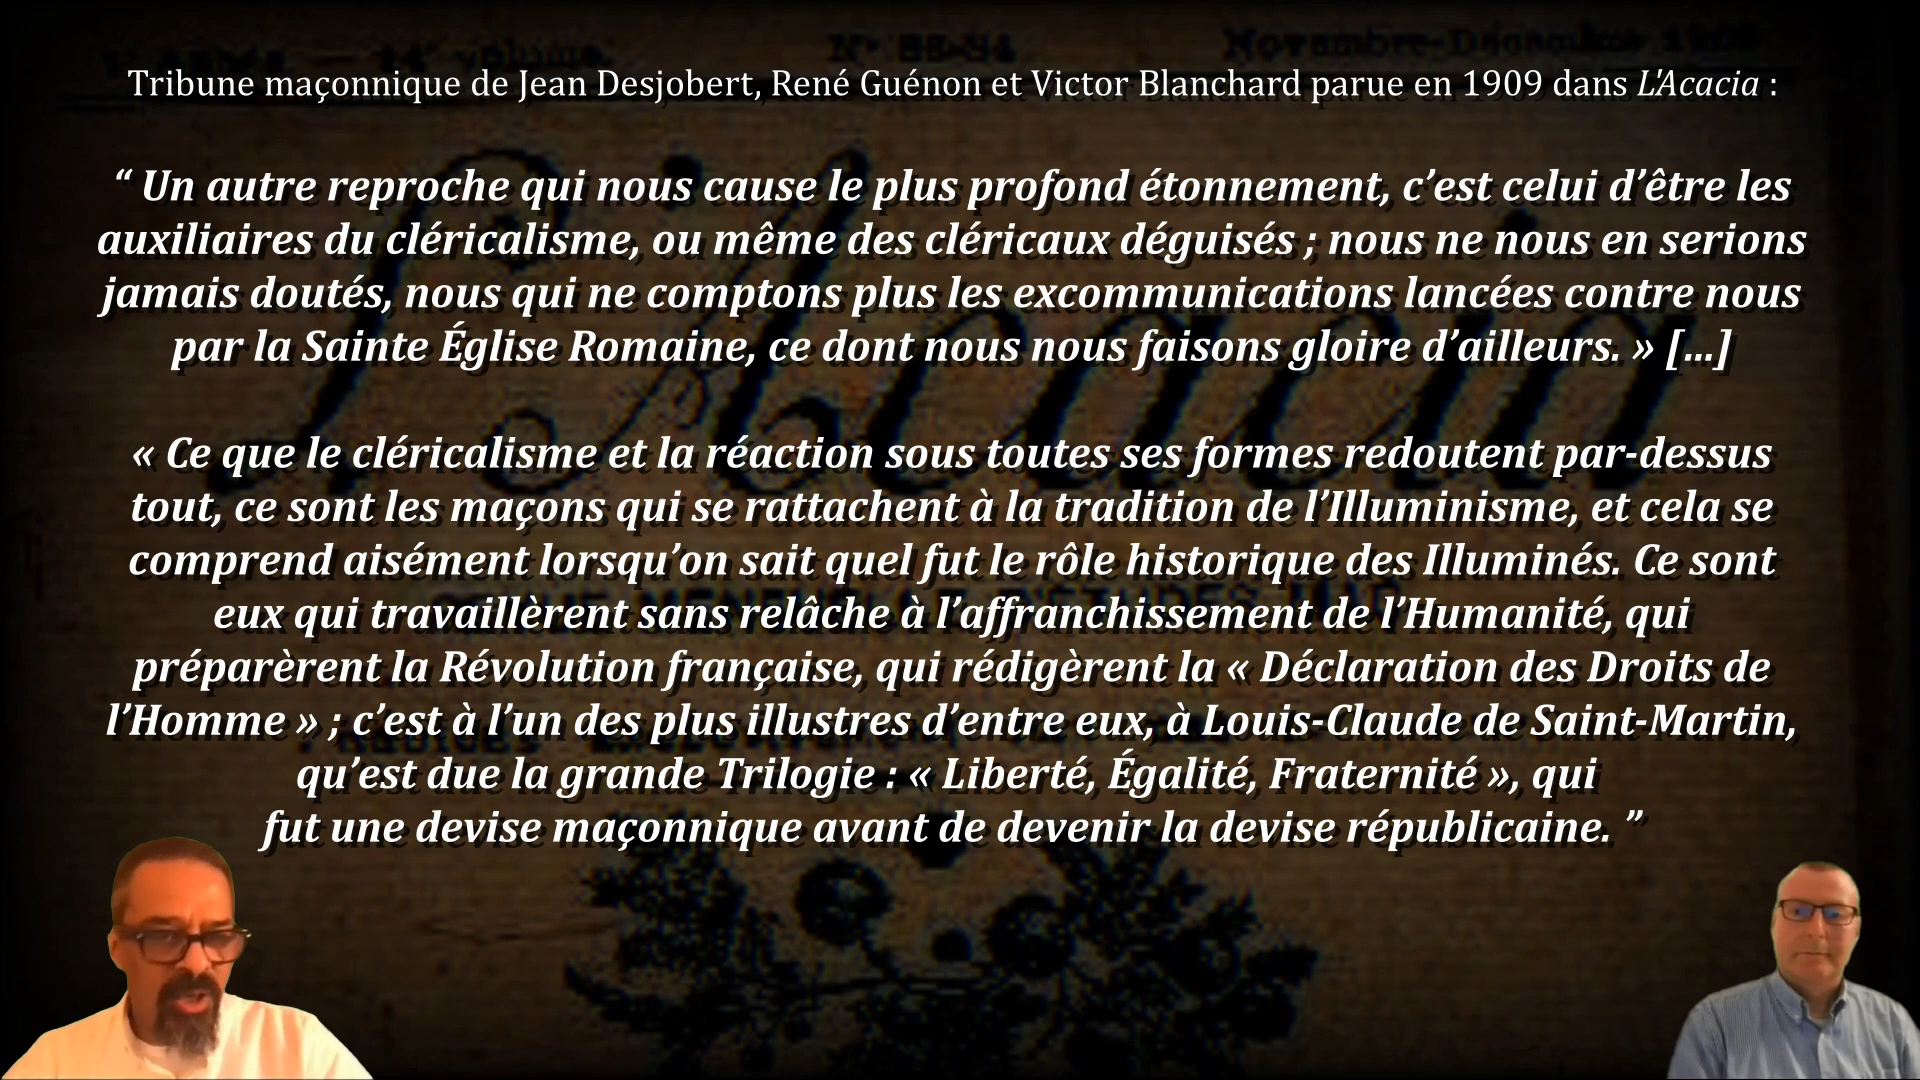 Tribune maçonnique de Jean Desjobert, René Guénon et Victor Blanchard parue en 1909 dans L'Acacia :
“ Un autre reproche qui nous cause le plus profond étonnement, c’est celui d’être les
auxiliaires du cléricalisme, ou même des cléricaux déguisés ; nous ne nous en serions
jamais doutés, nous qui ne comptons plus les excommunications lancées contre nous
par la Sainte Église Romaine, ce dont nous nous faisons gloire d’ailleurs. » [...]
« Ce que le cléricalisme et la réaction sous toutes ses formes redoutent par-dessus
tout, ce sont les maçons qui se rattachent à la tradition de l’Illuminisme, et cela se
comprend aisément lorsqu’on sait quel fut le rôle historique des Illuminés. Ce sont
eux qui travaillèrent sans relâche à l’affranchissement de l’Humanité, qui
préparèrent la Révolution française, qui rédigèrent la « Déclaration des Droits de
l’Homme » ; c’est à l’un des plus illustres d’entre eux, à Louis-Claude de Saint-Martin,
qu’est due la grande Trilogie : « Liberté, Égalité, Fraternité », qui
fut une devise maçonnique avant de devenir la devise républicaine. ”
L'Acacia